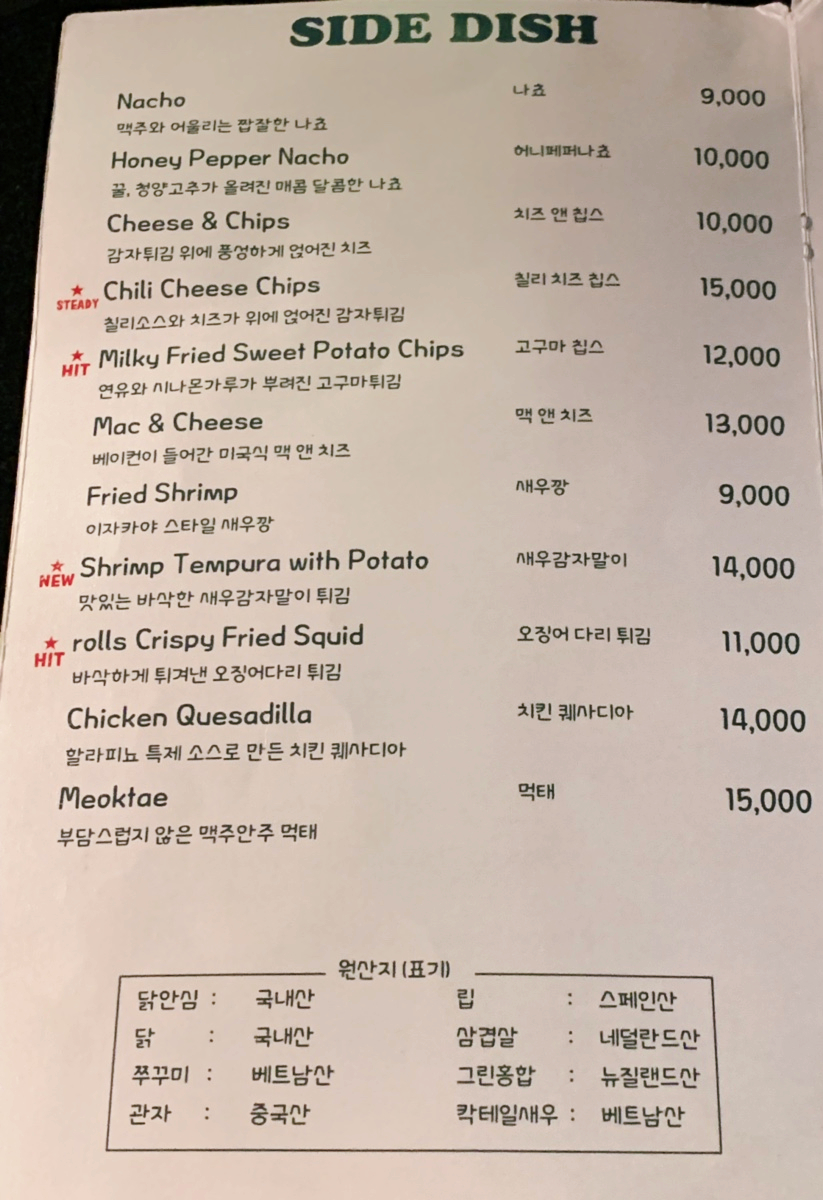 SIDE DISH
Nacho 나쵸 9,000
맥주와 어울리는 짭잘한 나쵸
Honey Pepper Nacho 허니페퍼나쵸 10,000
꿀, 청양고추가 올려진 매콤 달콤한 나쵸
Cheese & Chips 치즈 앤 칩스 10,000
감자튀김 위에 풍성하게 얹어진 치즈
STEADY Chili Cheese Chips 칠리 치즈 칩스 15,000
칠리소스와 치즈가 위에 얹어진 감자튀김
HIT Milky Fried Sweet Potato Chips 고구마 칩스 12,000
연유와 시나몬가루가 뿌려진 고구마튀김
Mac & Cheese 맥 앤 치즈 13,000
베이컨이 들어간 미국식 맥 앤 치즈
Fried Shrimp 새우깡 9,000
이자카야 스타일 새우깡
NEW Shrimp Tempura with Potato 새우감자말이 14,000
맛있는 바삭한 새우감자말이 튀김
HIT rolls Crispy Fried Squid 오징어 다리 튀김 11,000
바삭하게 튀겨낸 오징어다리 튀김
Chicken Quesadilla 치킨 퀘사디아 14,000
할라피뇨 특제 소스로 만든 치킨 퀘사디아
Meoktae 먹태 15,000
부담스럽지 않은 맥주안주 먹태
원산지 (표기)
닭안심 : 국내산 립 : 스페인산
닭 : 국내산 삼겹살 : 네덜란드산
쭈꾸미 : 베트남산 그린홍합 : 뉴질랜드산
관자 : 중국산 칵테일새우 : 베트남산